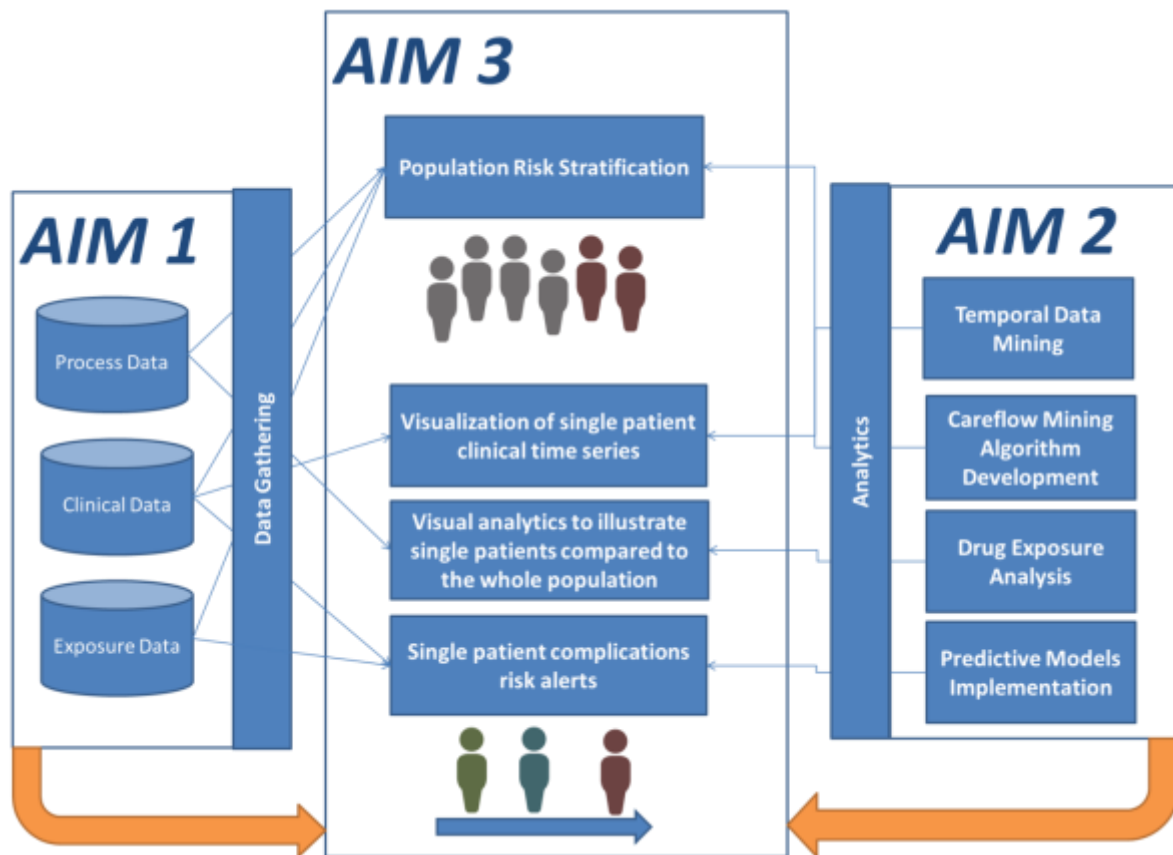 AIM 1
Process Data
Clinical Data
Exposure Data
Data Gathering
AIM 3
Population Risk Stratification
Visualization of single patient
clinical time series
Visual analytics to illustrate
single patients compared to
the whole population
Single patient complications
risk alerts
Analytics
AIM 2
Temporal Data
Mining
Careflow Mining
Algorithm
Development
Drug Exposure
Analysis
Predictive Models
Implementation